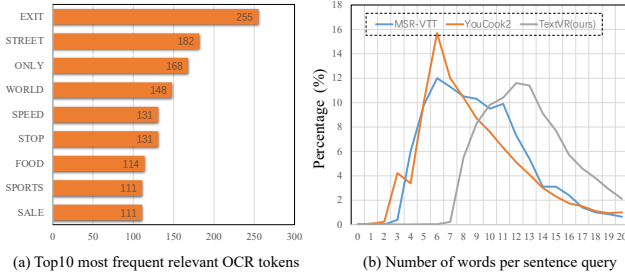 EXIT 255
STREET 182
ONLY 168
WORLD 148
SPEED 131
STOP 131
FOOD 114
SPORTS 111
SALE 111
0 50 100 150 200 250 300
(a) Top10 most frequent relevant OCR tokens
MSR-VTT YouCook2 TextVR(ours)
Percentage (%)
18
16
14
12
10
8
6
4
2
0
0 1 2 3 4 5 6 7 8 9 10 11 12 13 14 15 16 17 18 19 20
(b) Number of words per sentence query